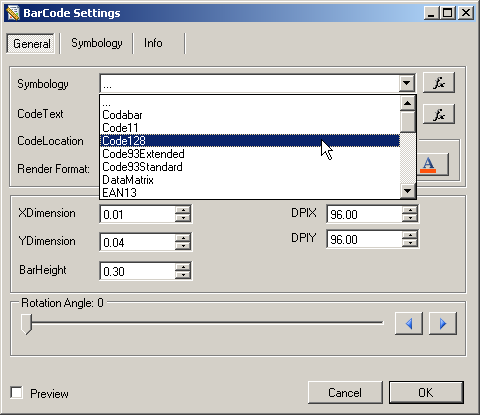 BarCode Settings
General Symbology Info
Symbology ... fx
...
CodeText Codabar fx
Code11
CodeLocation Code128
Code93Extended
Render Format: Code93Standard A
DataMatrix
EAN13
XDimension 0.01 DPIX 96.00
YDimension 0.04 DPIY 96.00
BarHeight 0.30
Rotation Angle: 0
Preview Cancel OK